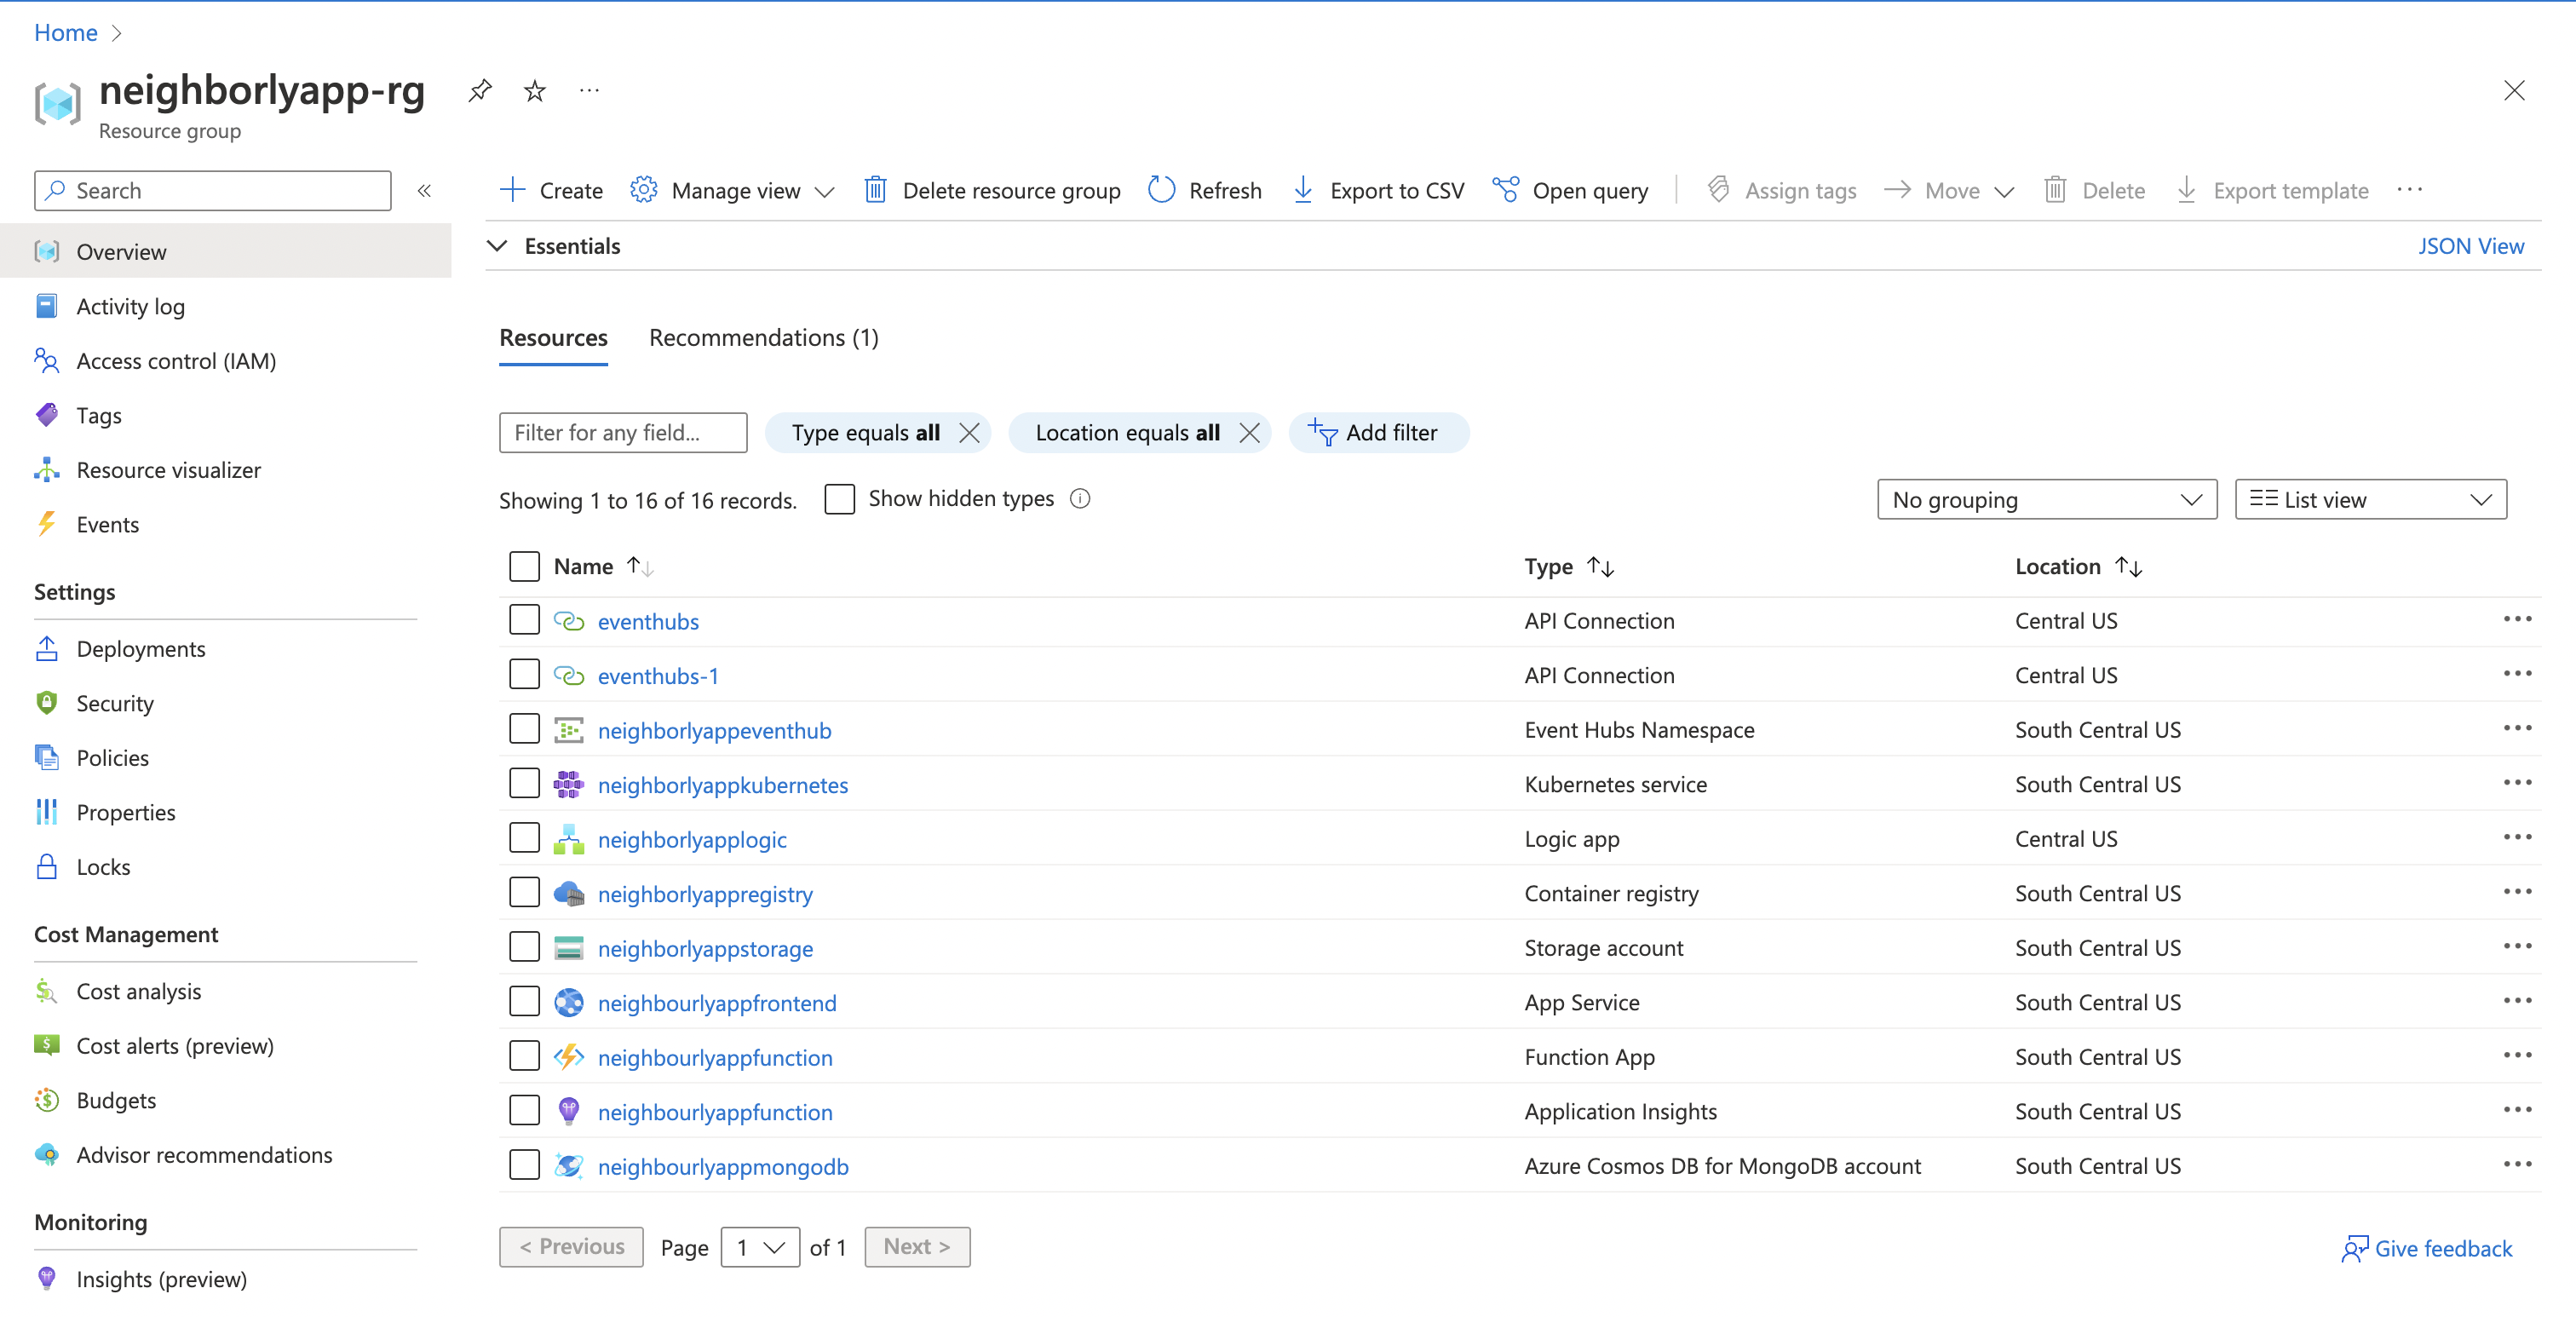 Home
neighborlyapp-rg
Resource group
Search
Create Manage view Delete resource group Refresh Export to CSV Open query Assign tags Move Delete Export template
Overview
Activity log
Access control (IAM)
Tags
Resource visualizer
Events
Settings
Deployments
Security
Policies
Properties
Locks
Cost Management
Cost analysis
Cost alerts (preview)
Budgets
Advisor recommendations
Monitoring
Insights (preview)
Essentials JSON View
Resources Recommendations (1)
Filter for any field... Type equals all Location equals all Add filter
Showing 1 to 16 of 16 records. Show hidden types No grouping List view
Name Type Location
eventhubs API Connection Central US
eventhubs-1 API Connection Central US
neighborlyappeventhub Event Hubs Namespace South Central US
neighborlyappkubernetes Kubernetes service South Central US
neighborlyapplogic Logic app Central US
neighborlyappregistry Container registry South Central US
neighborlyappstorage Storage account South Central US
neighbourlyappfrontend App Service South Central US
neighbourlyappfunction Function App South Central US
neighbourlyappfunction Application Insights South Central US
neighbourlyappmongodb Azure Cosmos DB for MongoDB account South Central US
< Previous Page 1 of 1 Next > Give feedback